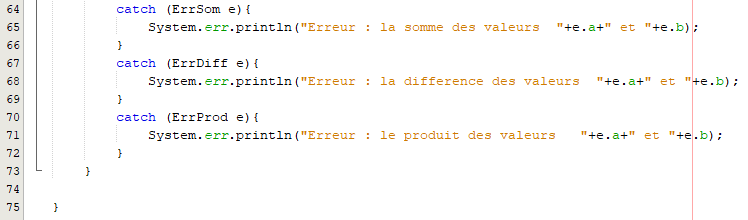 64 catch (ErrSom e){
65 System.err.println("Erreur : la somme des valeurs  "+e.a+" et "+e.b);
66 }
67 catch (ErrDiff e){
68 System.err.println("Erreur : la difference des valeurs  "+e.a+" et "+e.b);
69 }
70 catch (ErrProd e){
71 System.err.println("Erreur : le produit des valeurs   "+e.a+" et "+e.b);
72 }
73 }
74
75 }